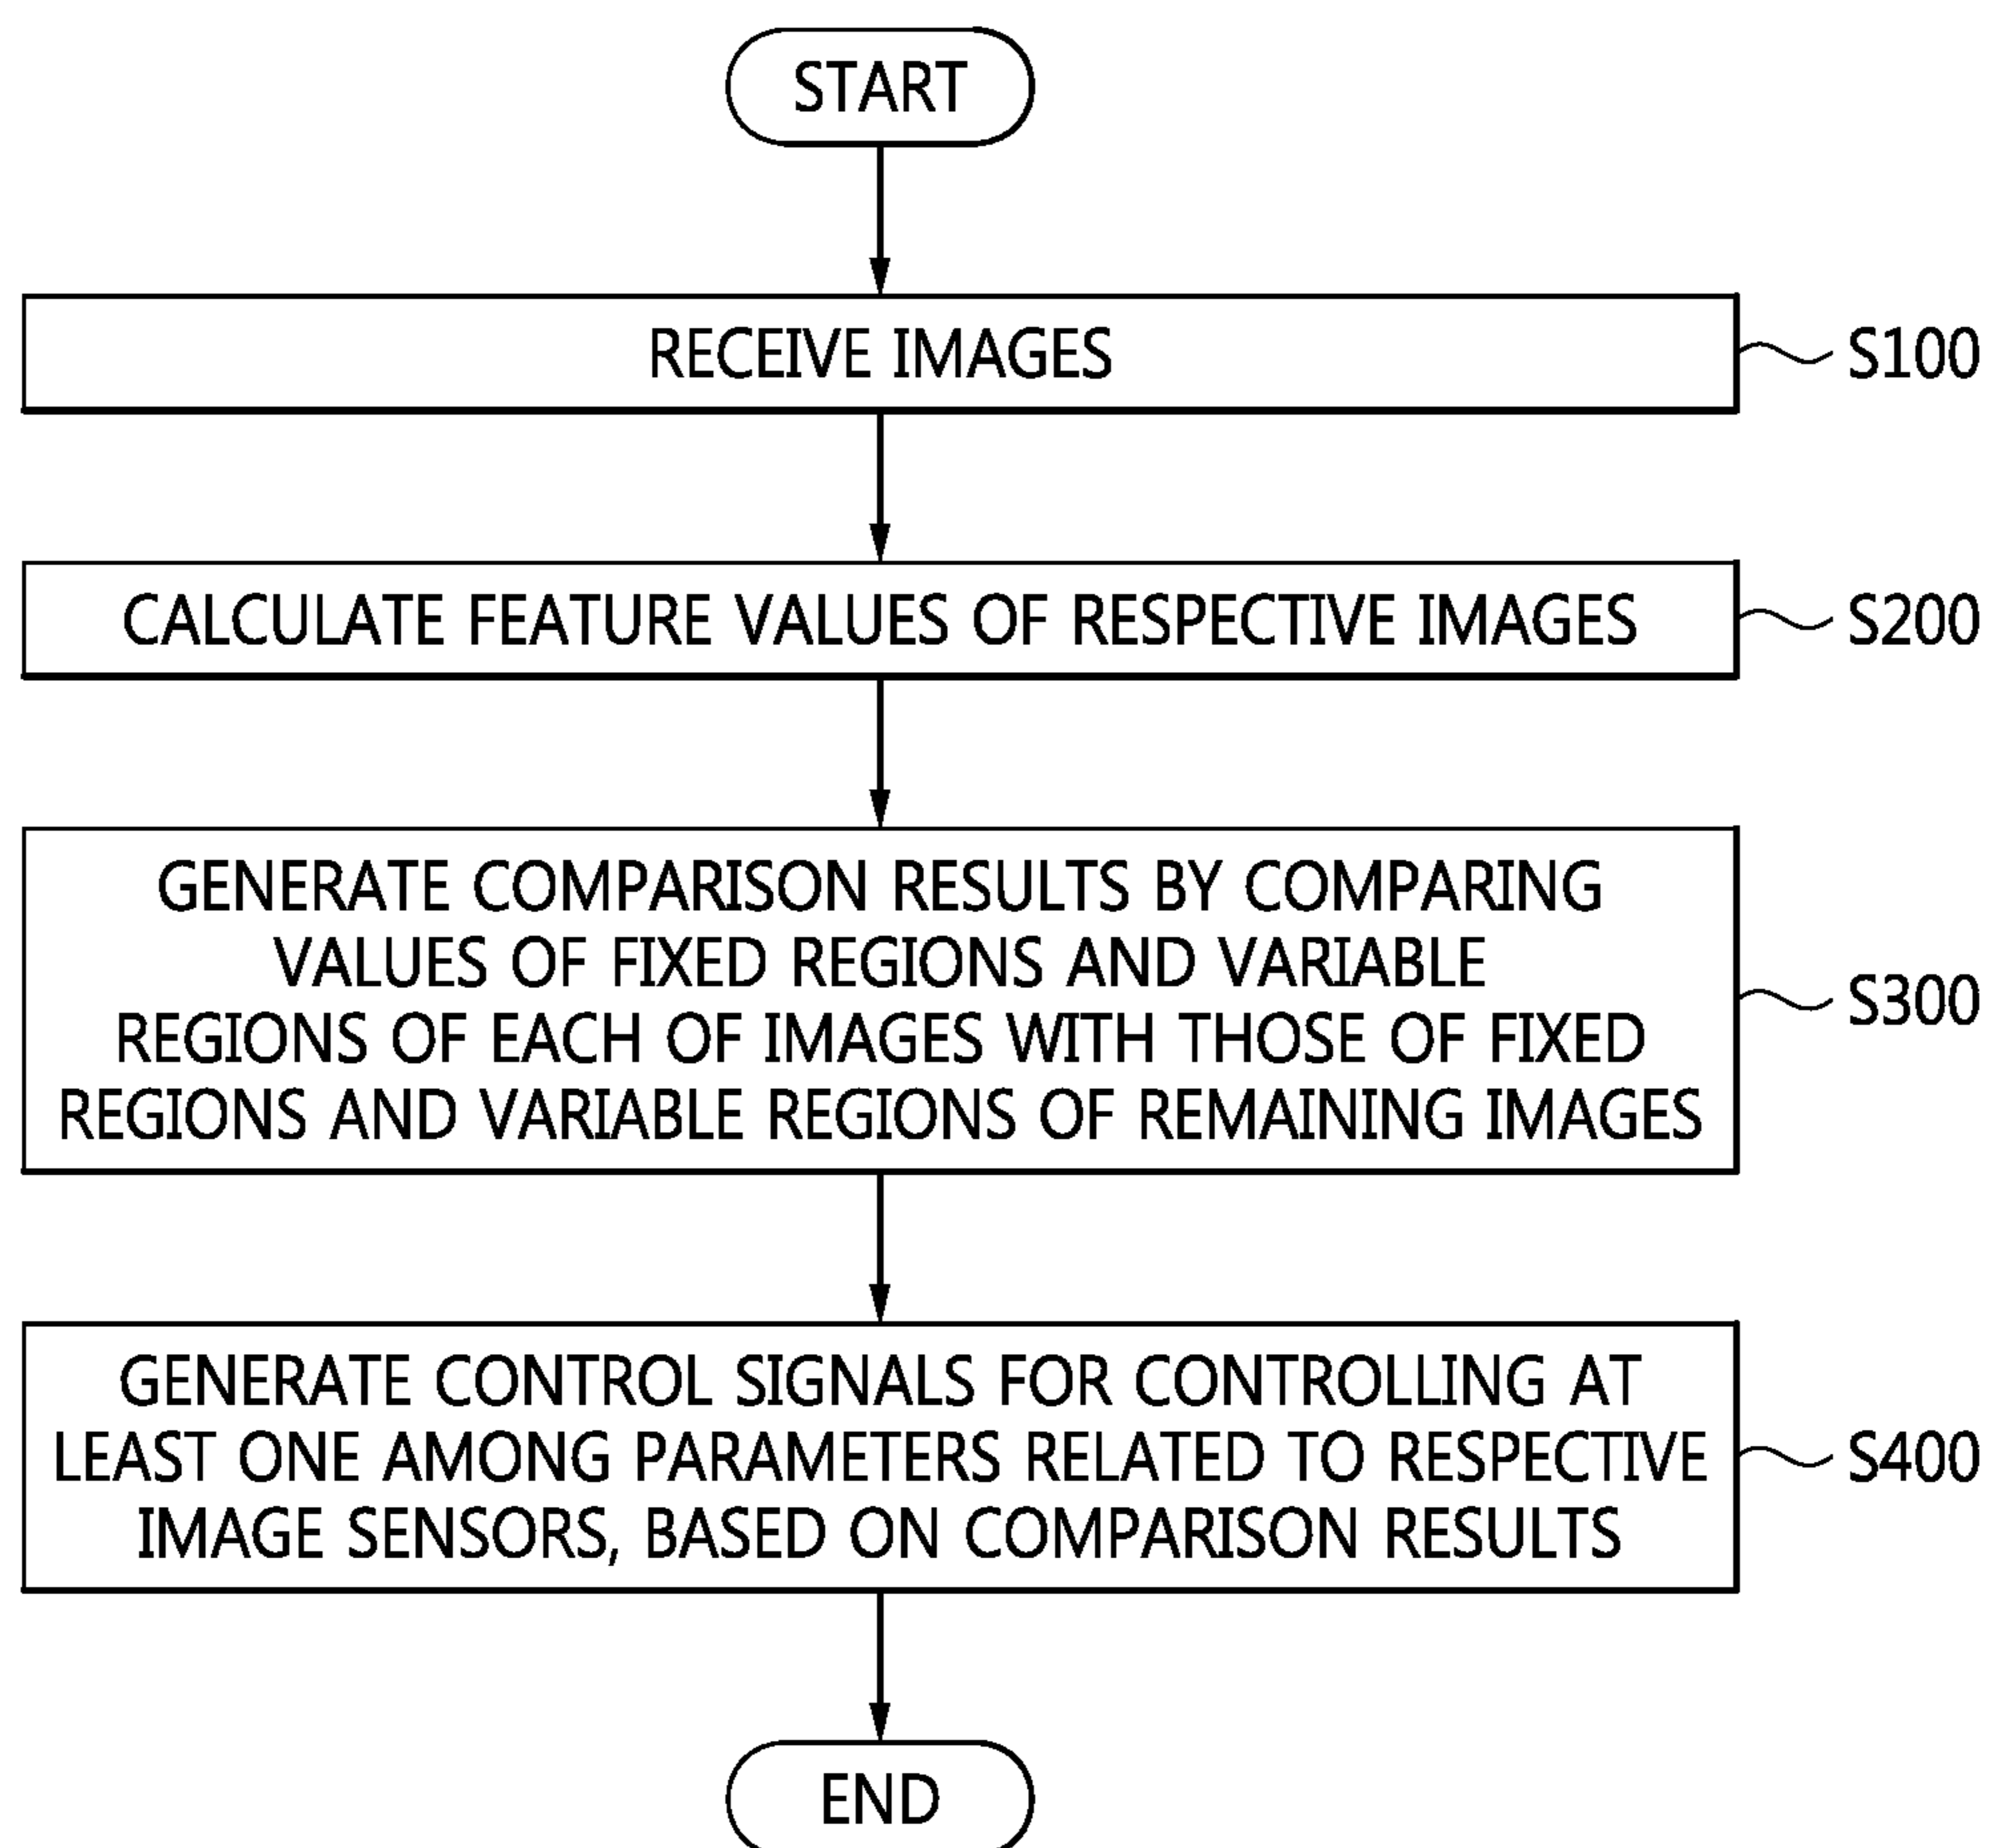 START
RECEIVE IMAGES
S100
CALCULATE FEATURE VALUES OF RESPECTIVE IMAGES
S200
GENERATE COMPARISON RESULTS BY COMPARING
VALUES OF FIXED REGIONS AND VARIABLE
REGIONS OF EACH OF IMAGES WITH THOSE OF FIXED
REGIONS AND VARIABLE REGIONS OF REMAINING IMAGES
S300
GENERATE CONTROL SIGNALS FOR CONTROLLING AT
LEAST ONE AMONG PARAMETERS RELATED TO RESPECTIVE
IMAGE SENSORS, BASED ON COMPARISON RESULTS
S400
END